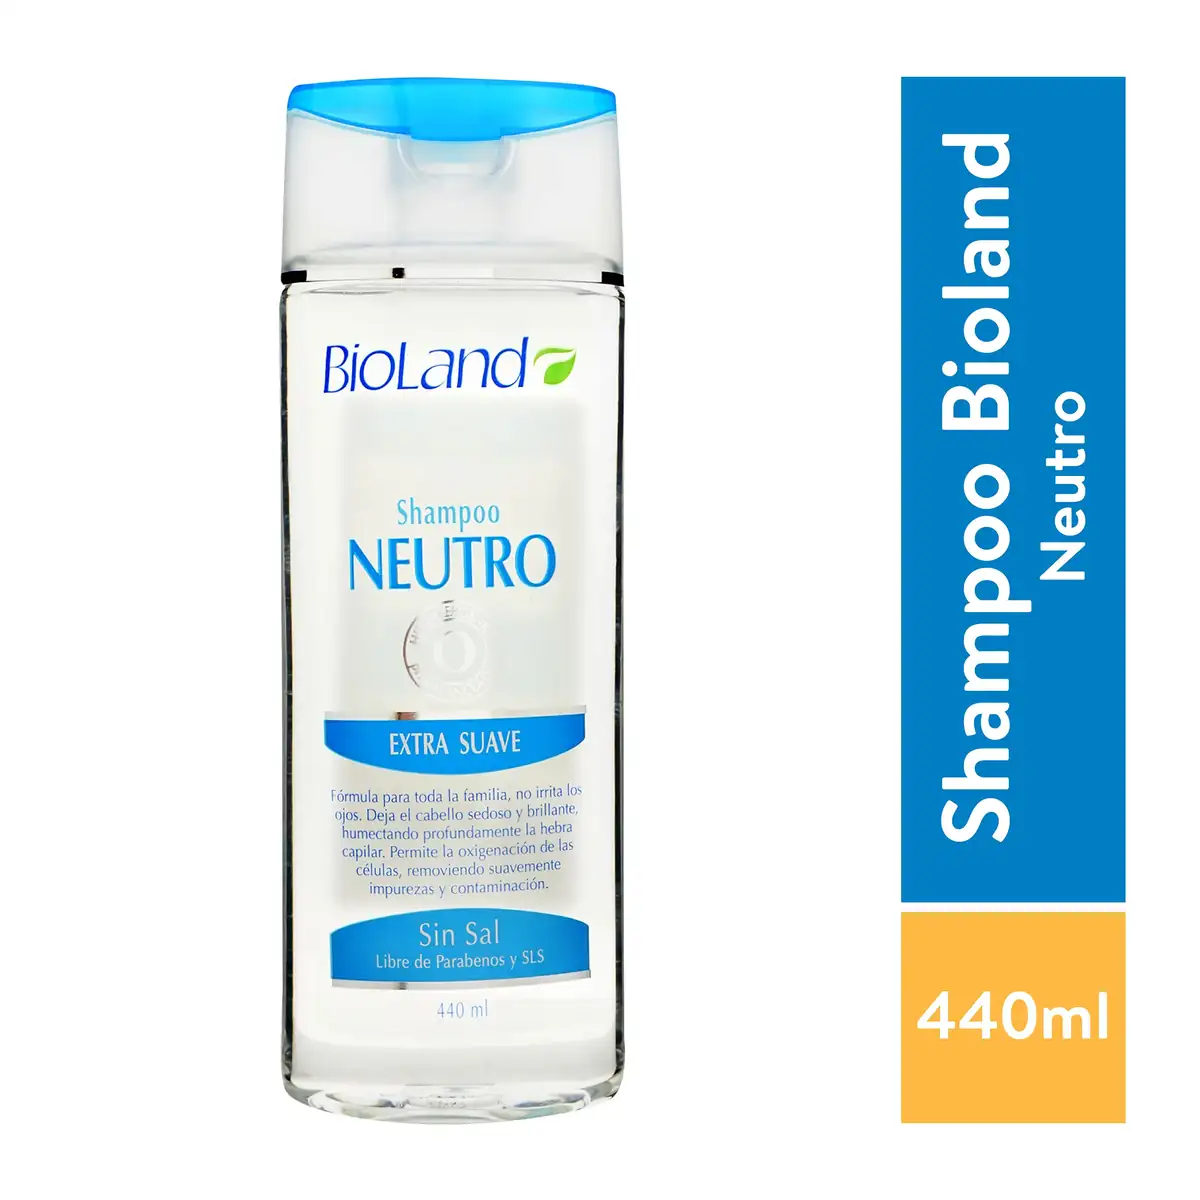 BioLand
Shampoo
NEUTRO
EXTRA SUAVE
Fórmula para toda la familia, no irrita los
ojos. Deja el cabello sedoso y brillante,
humectando profundamente la hebra
capilar. Permite la oxigenación de las
células, removiendo suavemente
impurezas y contaminación.
Sin Sal
Libre de Parabenos y SLS
440 ml
Shampoo Bioland
Neutro
440ml